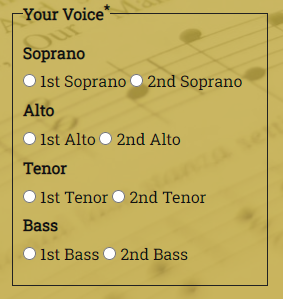 Your Voice*
Soprano
1st Soprano 2nd Soprano
Alto
1st Alto 2nd Alto
Tenor
1st Tenor 2nd Tenor
Bass
1st Bass 2nd Bass